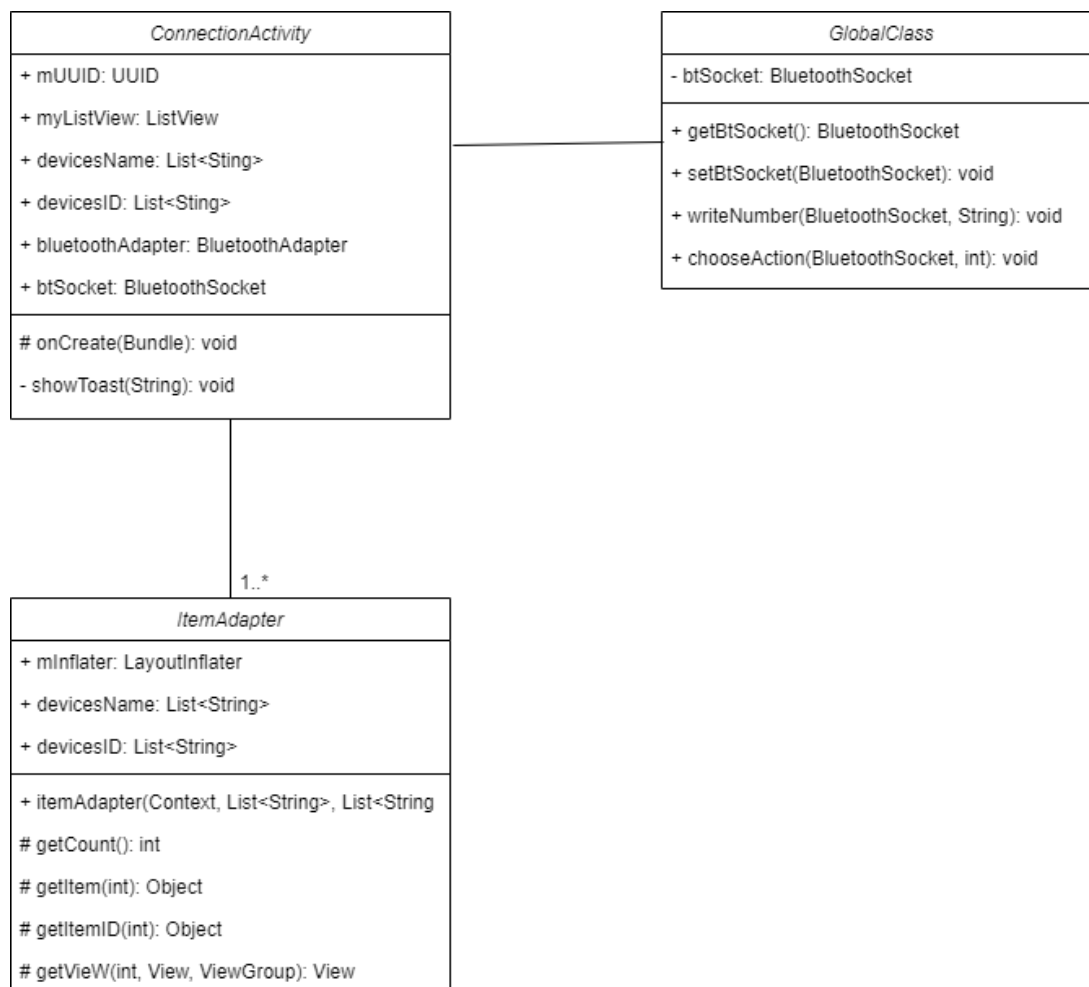 ConnectionActivity
+ mUUID: UUID
+ myListView: ListView
+ devicesName: List<Sting>
+ devicesID: List<Sting>
+ bluetoothAdapter: BluetoothAdapter
+ btSocket: BluetoothSocket
# onCreate(Bundle): void
- showToast(String): void
GlobalClass
- btSocket: BluetoothSocket
+ getBtSocket(): BluetoothSocket
+ setBtSocket(BluetoothSocket): void
+ writeNumber(BluetoothSocket, String): void
+ chooseAction(BluetoothSocket, int): void
1..*
ItemAdapter
+ mInflater: LayoutInflater
+ devicesName: List<String>
+ devicesID: List<String>
+ itemAdapter(Context, List<String>, List<String
# getCount(): int
# getItem(int): Object
# getItemID(int): Object
# getVieW(int, View, ViewGroup): View